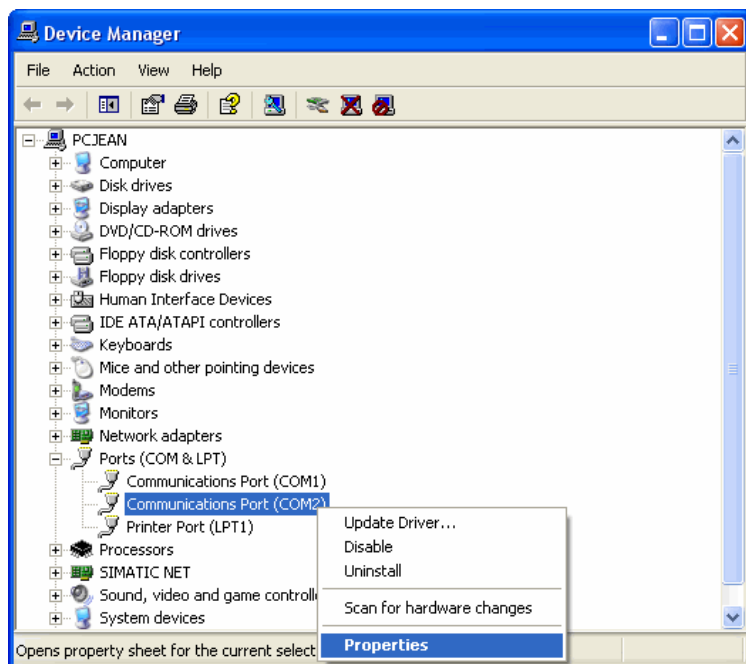 Device Manager
File Action View Help
PCJEAN
Computer
Disk drives
Display adapters
DVD/CD-ROM drives
Floppy disk controllers
Floppy disk drives
Human Interface Devices
IDE ATA/ATAPI controllers
Keyboards
Mice and other pointing devices
Modems
Monitors
Network adapters
Ports (COM & LPT)
Communications Port (COM1)
Communications Port (COM2)
Printer Port (LPT1)
Processors
SIMATIC NET
Sound, video and game controlle
System devices
Update Driver...
Disable
Uninstall
Scan for hardware changes
Properties
Opens property sheet for the current select